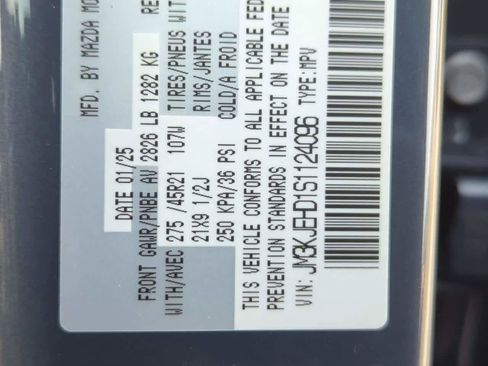 MFD. BY MAZDA MO
DATE 01/25 RE
FRONT GAWR/PNBE AV 2826 LB 1282 KG
WITH/AVEC 275 /45R21 107W TIRES/PNEUS WIT
21X9 1/2J RIMS/JANTES
250 KPA/36 PSI COLD/A FROID
THIS VEHICLE CONFORMS TO ALL APPLICABLE FED
PREVENTION STANDARDS IN EFFECT ON THE DATE
VIN: JM3KJEHD1S1124096 TYPE: MPV